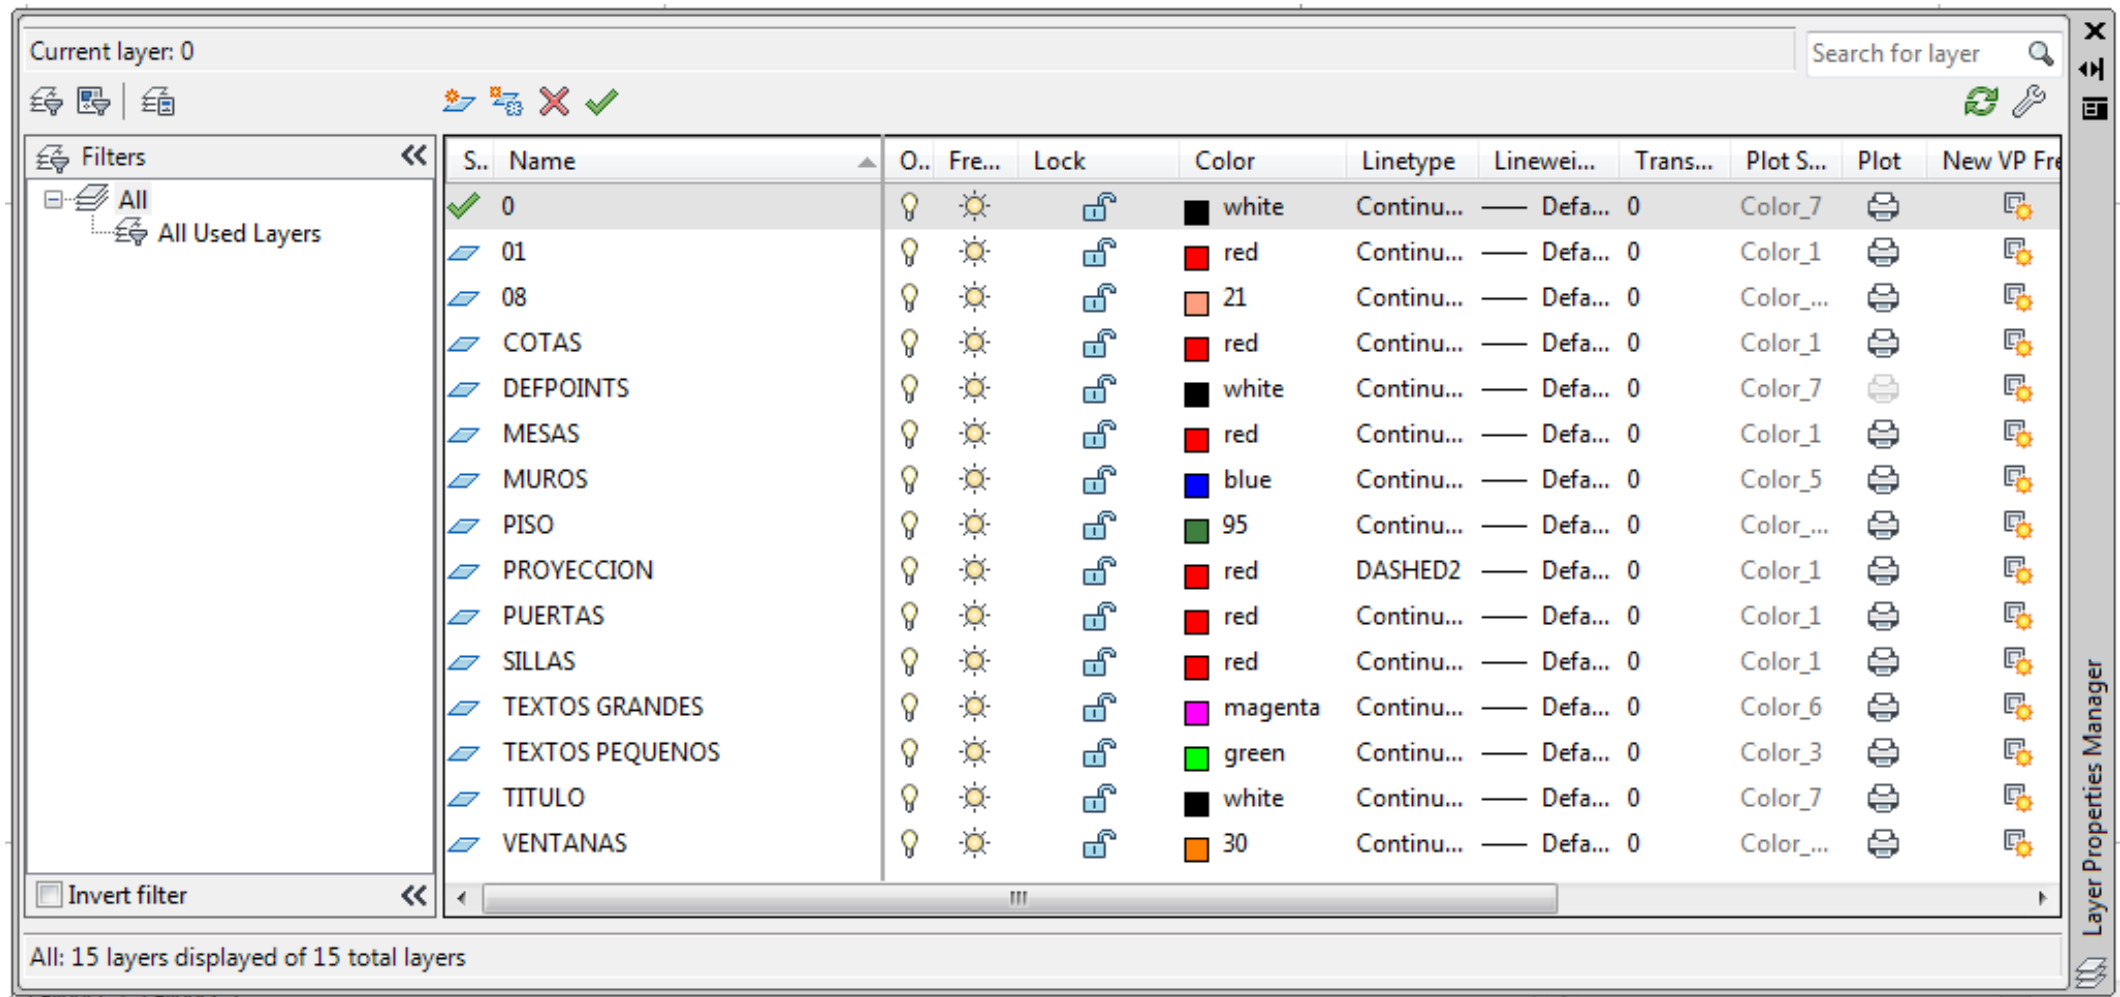 Current layer: 0
Search for layer
Filters
All
All Used Layers
Invert filter
S.. Name O.. Fre... Lock Color Linetype Linewei... Trans... Plot S... Plot New VP Fre
0 white Continu... Defa... 0 Color_7
01 red Continu... Defa... 0 Color_1
08 21 Continu... Defa... 0 Color_...
COTAS red Continu... Defa... 0 Color_1
DEFPOINTS white Continu... Defa... 0 Color_7
MESAS red Continu... Defa... 0 Color_1
MUROS blue Continu... Defa... 0 Color_5
PISO 95 Continu... Defa... 0 Color_...
PROYECCION red DASHED2 Defa... 0 Color_1
PUERTAS red Continu... Defa... 0 Color_1
SILLAS red Continu... Defa... 0 Color_1
TEXTOS GRANDES magenta Continu... Defa... 0 Color_6
TEXTOS PEQUENOS green Continu... Defa... 0 Color_3
TITULO white Continu... Defa... 0 Color_7
VENTANAS 30 Continu... Defa... 0 Color_...
All: 15 layers displayed of 15 total layers
Layer Properties Manager